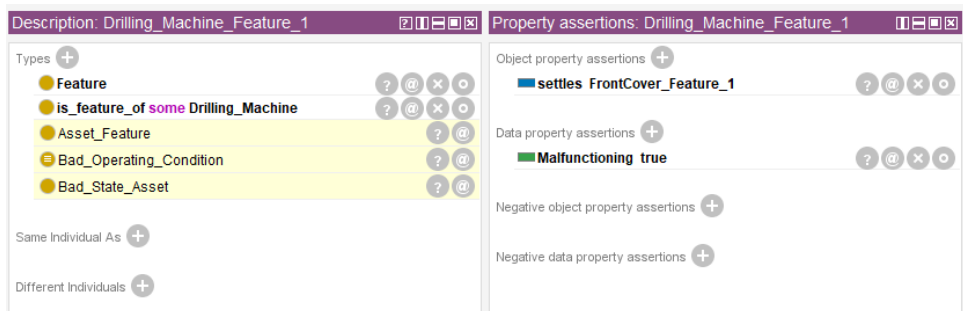 Description: Drilling_Machine_Feature_1
Types
Feature
is_feature_of some Drilling_Machine
Asset_Feature
Bad_Operating_Condition
Bad_State_Asset
Same Individual As
Different Individuals
Property assertions: Drilling_Machine_Feature_1
Object property assertions
settles FrontCover_Feature_1
Data property assertions
Malfunctioning true
Negative object property assertions
Negative data property assertions